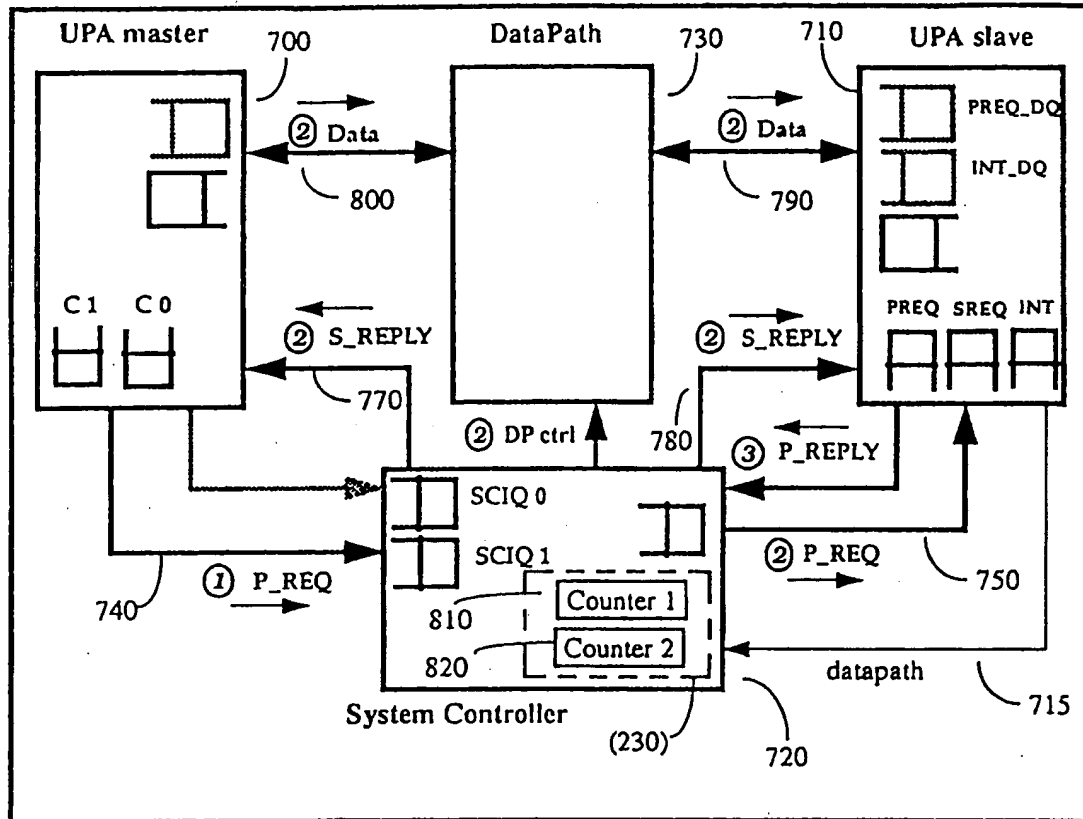 UPA master
700
DataPath
730
710
UPA slave
② Data
800
② Data
790
PREQ_DQ
INT_DQ
C 1
C 0
② S_REPLY
770
② S_REPLY
780
PREQ
SREQ
INT
② DP ctrl
③ P_REPLY
SCIQ 0
SCIQ 1
① P_REQ
740
② P_REQ
750
810
Counter 1
820
Counter 2
datapath
715
System Controller
(230)
720